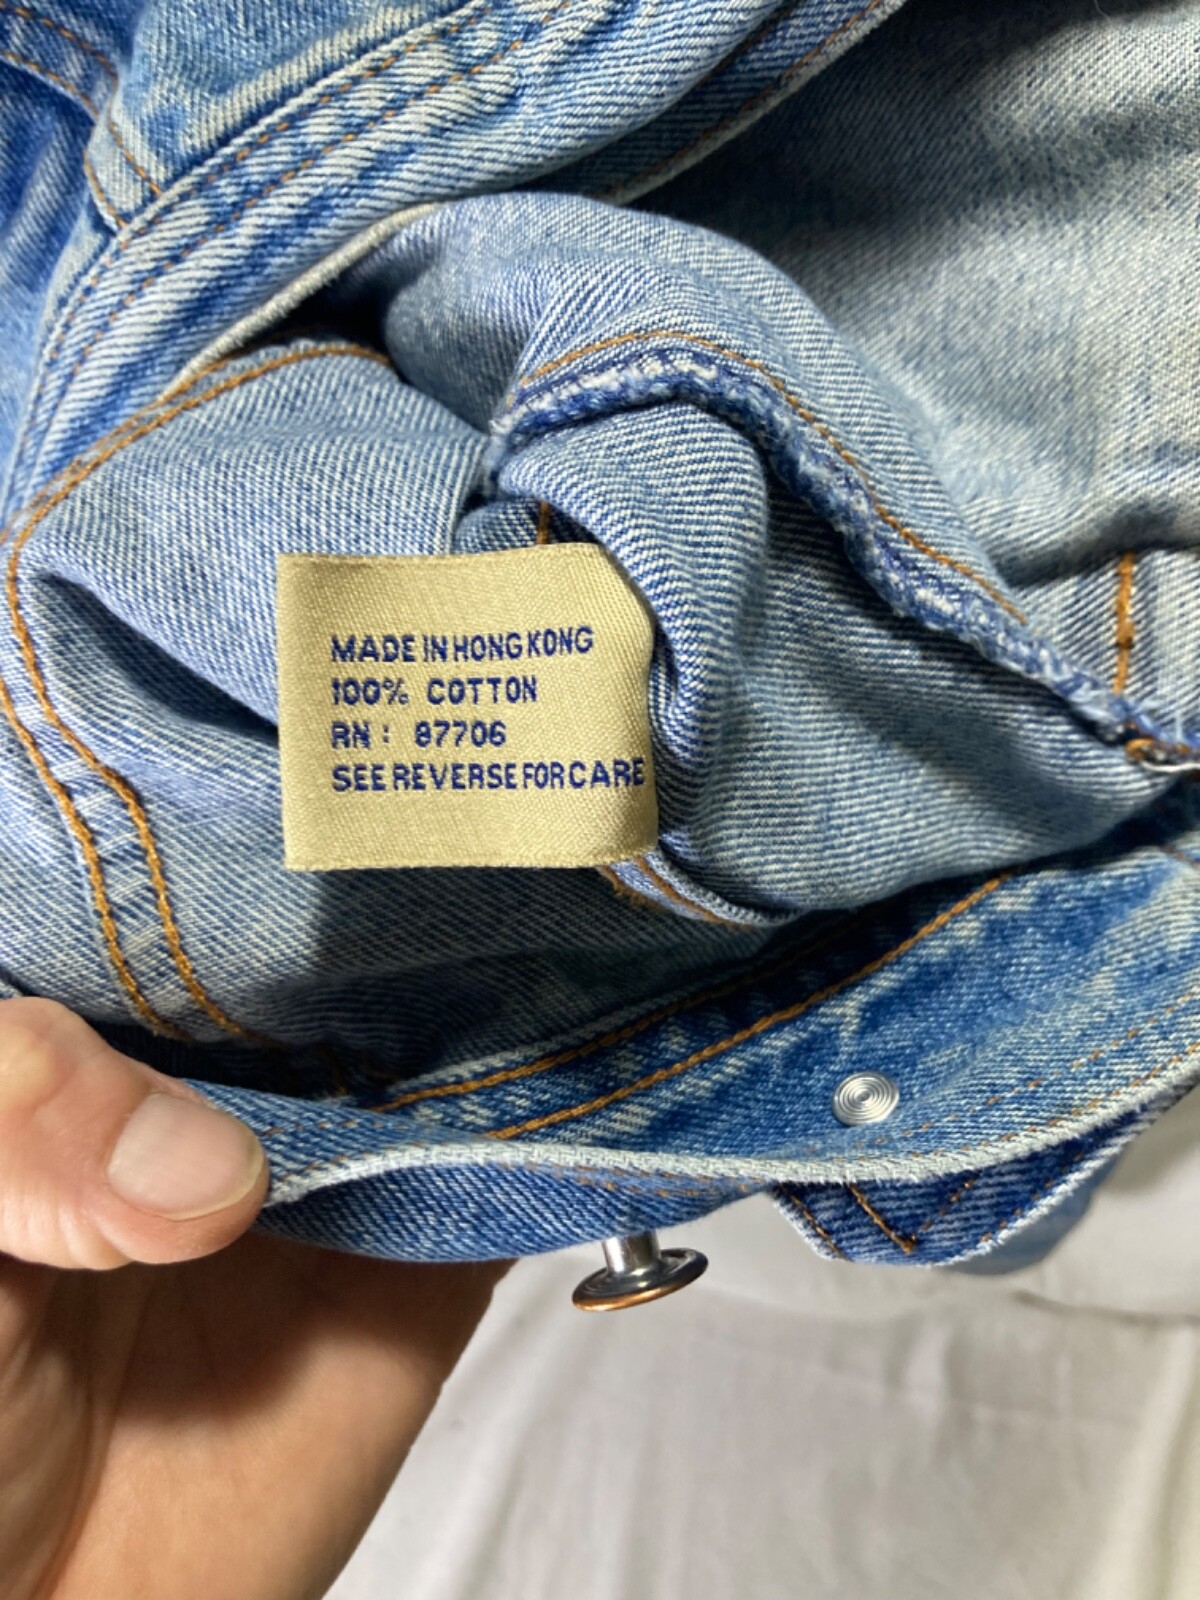 MADE IN HONG KONG
100% COTTON
RN : 87706
SEE REVERSE FOR CARE